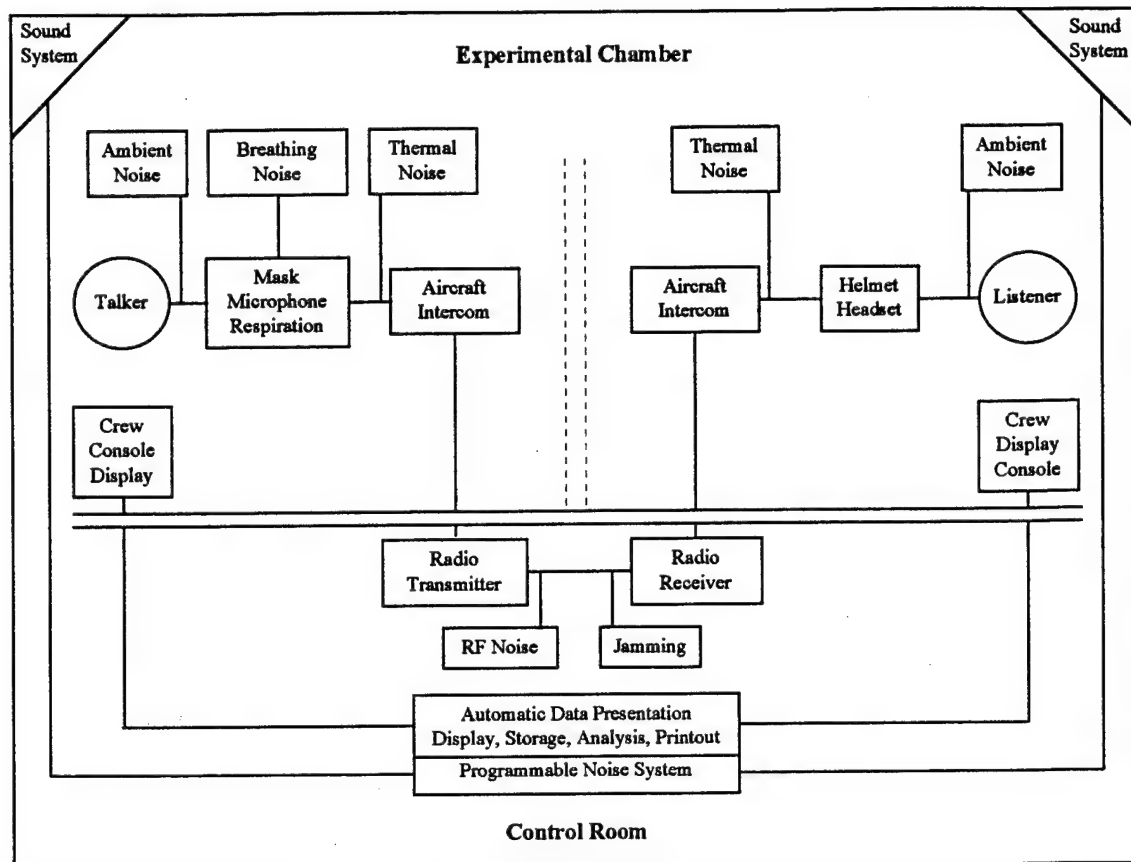 Sound
System
Experimental Chamber
Sound
System
Ambient
Noise
Breathing
Noise
Thermal
Noise
Thermal
Noise
Ambient
Noise
Talker
Mask
Microphone
Respiration
Aircraft
Intercom
Aircraft
Intercom
Helmet
Headset
Listener
Crew
Console
Display
Crew
Display
Console
Radio
Transmitter
Radio
Receiver
RF Noise
Jamming
Automatic Data Presentation
Display, Storage, Analysis, Printout
Programmable Noise System
Control Room